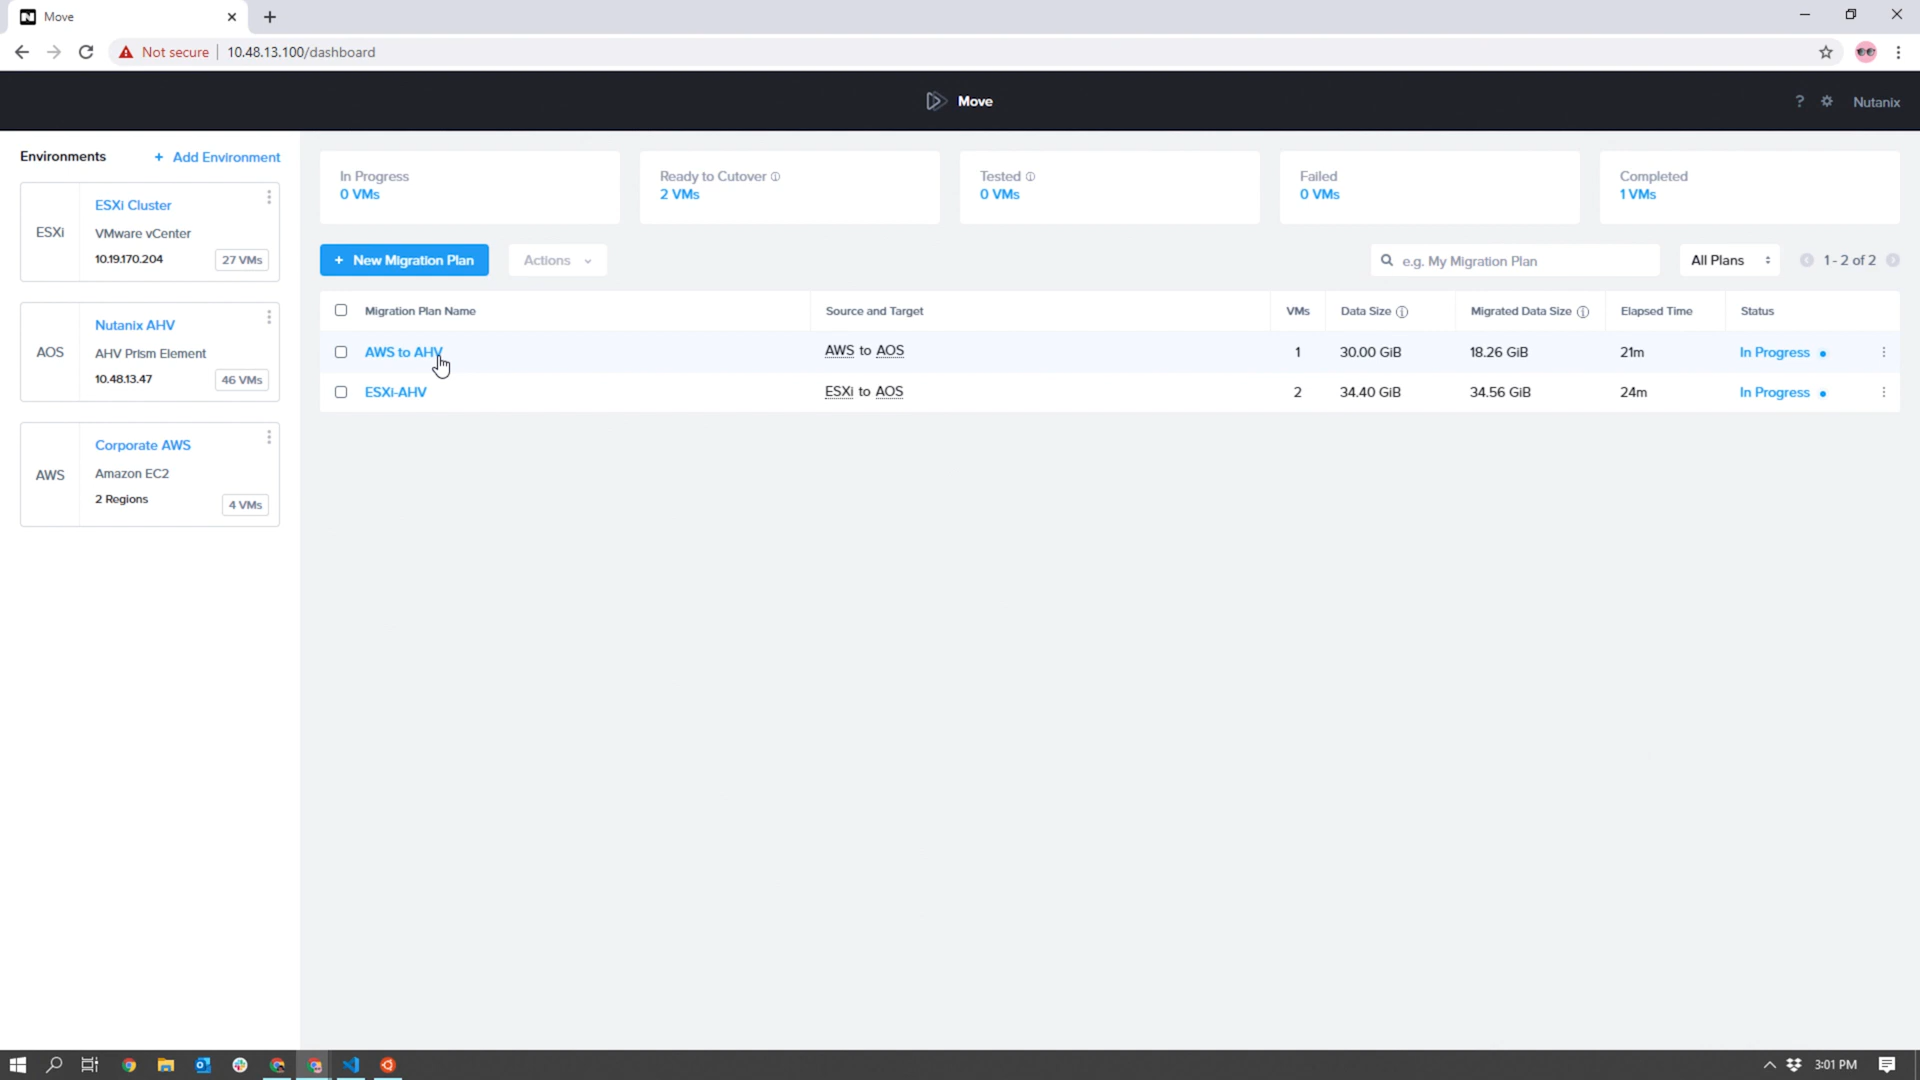 Move
Not secure | 10.48.13.100/dashboard
Move
? Nutanix
Environments
+ Add Environment
ESXi
ESXi Cluster
VMware vCenter
10.19.170.204
27 VMs
AOS
Nutanix AHV
AHV Prism Element
10.48.13.47
46 VMs
AWS
Corporate AWS
Amazon EC2
2 Regions
4 VMs
In Progress
0 VMs
Ready to Cutover
2 VMs
Tested
0 VMs
Failed
0 VMs
Completed
1 VMs
+ New Migration Plan
Actions
e.g. My Migration Plan
All Plans
1 - 2 of 2
Migration Plan Name Source and Target VMs Data Size Migrated Data Size Elapsed Time Status
AWS to AHV AWS to AOS 1 30.00 GiB 18.26 GiB 21m In Progress
ESXi-AHV ESXi to AOS 2 34.40 GiB 34.56 GiB 24m In Progress
3:01 PM